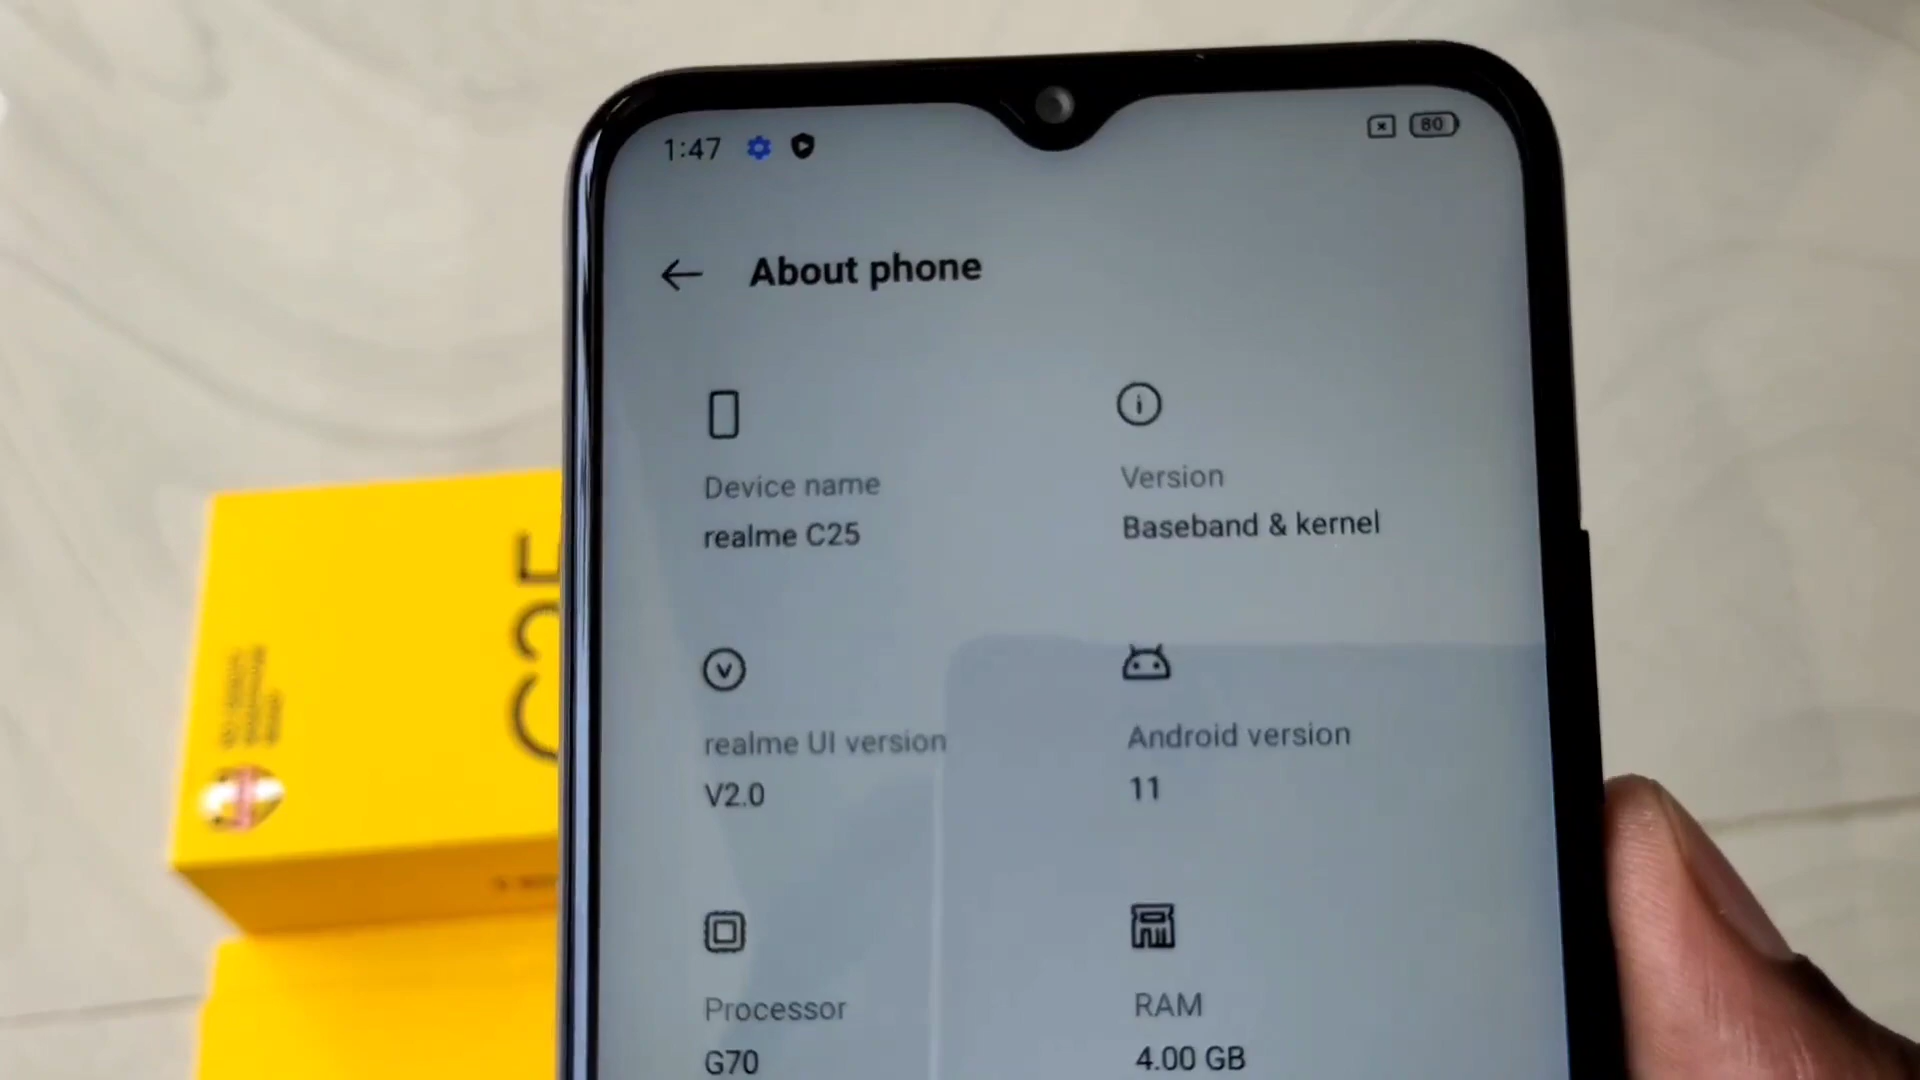 1:47
80
About phone
Device name
realme C25
Version
Baseband & kernel
realme UI version
V2.0
Android version
11
Processor
G70
RAM
4.00 GB
C25